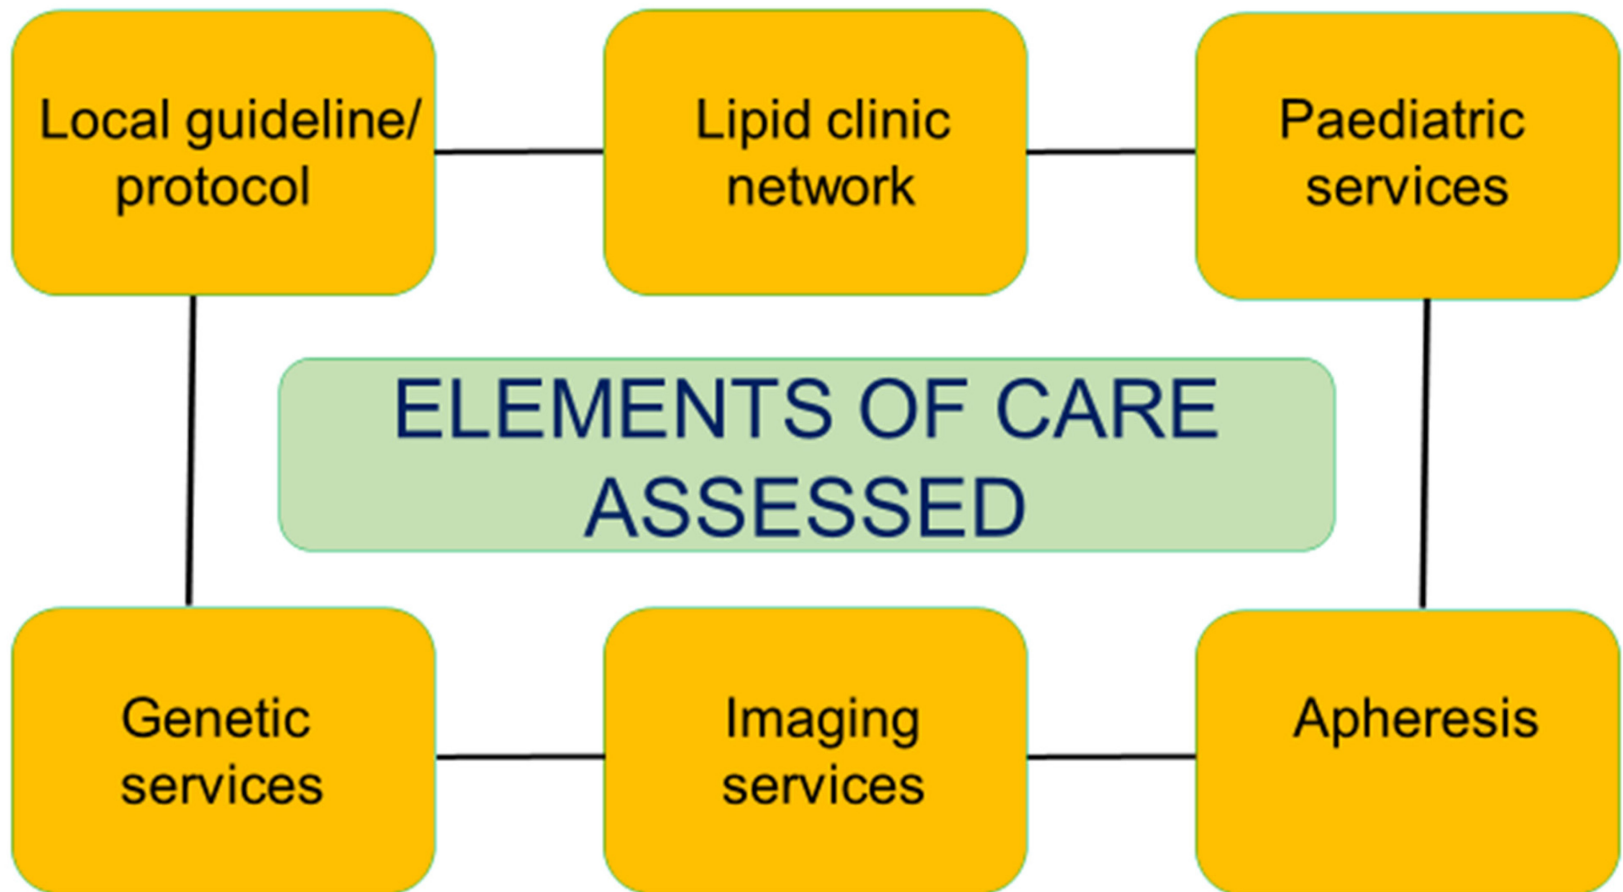 Local guideline/
protocol
Lipid clinic
network
Paediatric
services
ELEMENTS OF CARE
ASSESSED
Genetic
services
Imaging
services
Apheresis